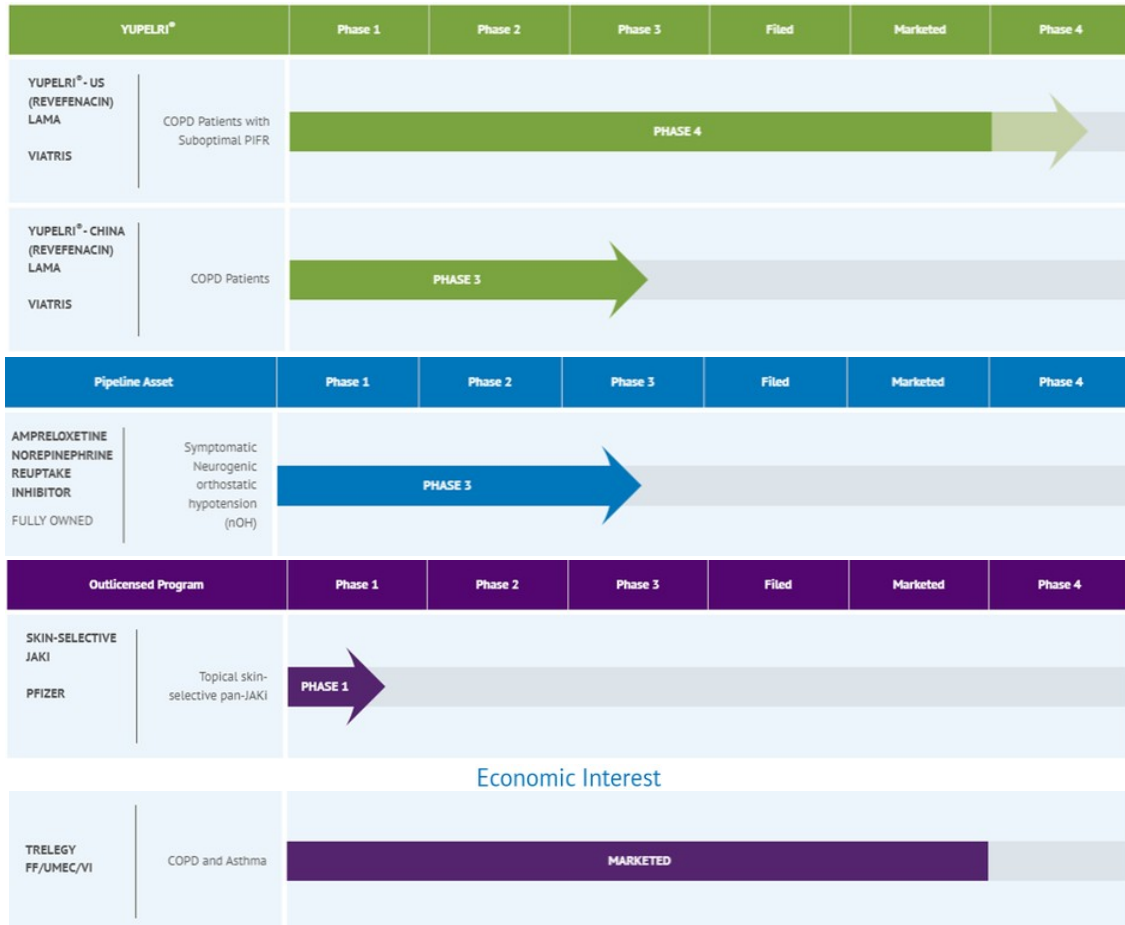 YUPELRI® Phase 1 Phase 2 Phase 3 Filed Marketed Phase 4
YUPELRI® - US
(REVEFENACIN)
LAMA
VIATRIS
COPD Patients with
Suboptimal PIFR
PHASE 4
YUPELRI® - CHINA
(REVEFENACIN)
LAMA
VIATRIS
COPD Patients
PHASE 3
Pipeline Asset Phase 1 Phase 2 Phase 3 Filed Marketed Phase 4
AMPRELOXETINE
NOREPINEPHRINE
REUPTAKE
INHIBITOR
FULLY OWNED
Symptomatic
Neurogenic
orthostatic
hypotension
(nOH)
PHASE 3
Outlicensed Program Phase 1 Phase 2 Phase 3 Filed Marketed Phase 4
SKIN-SELECTIVE
JAKI
PFIZER
Topical skin-
selective pan-JAKi
PHASE 1
Economic Interest
TRELEGY
FF/UMEC/VI
COPD and Asthma
MARKETED